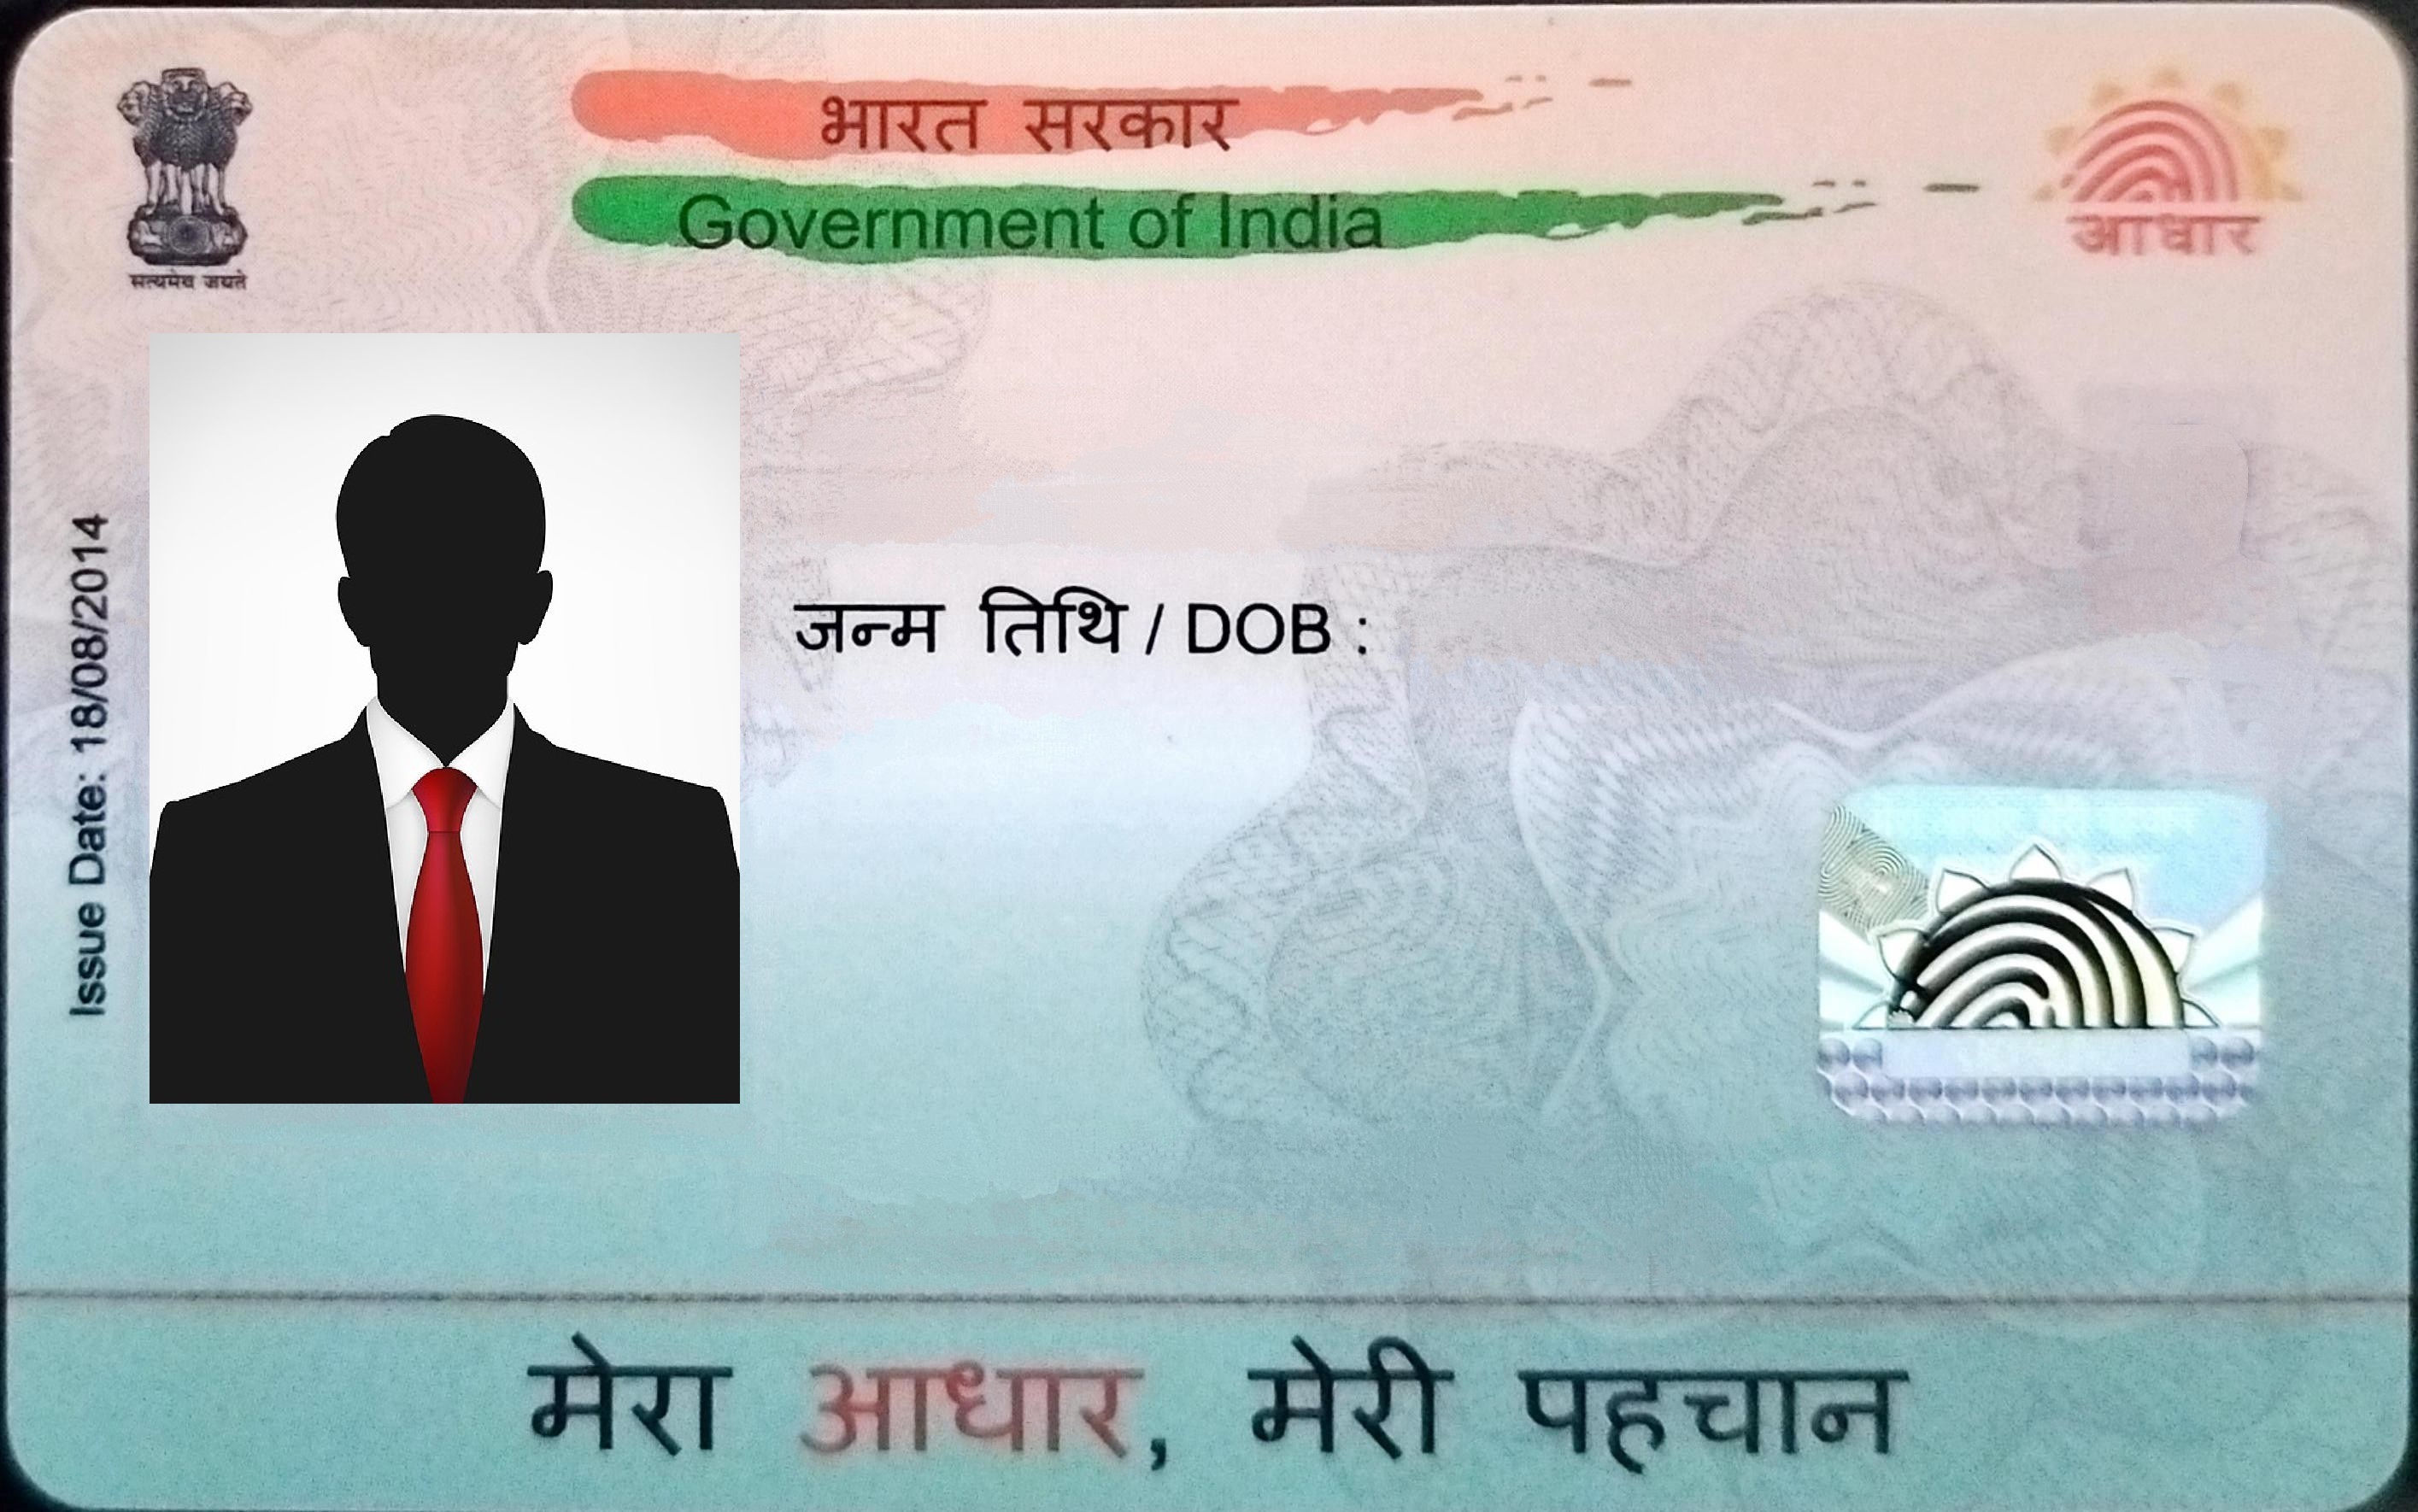 भारत सरकार
Government of India
सत्यमेव जयते
आधार
Issue Date: 18/08/2014
जन्म तिथि / DOB :
मेरा आधार, मेरी पहचान